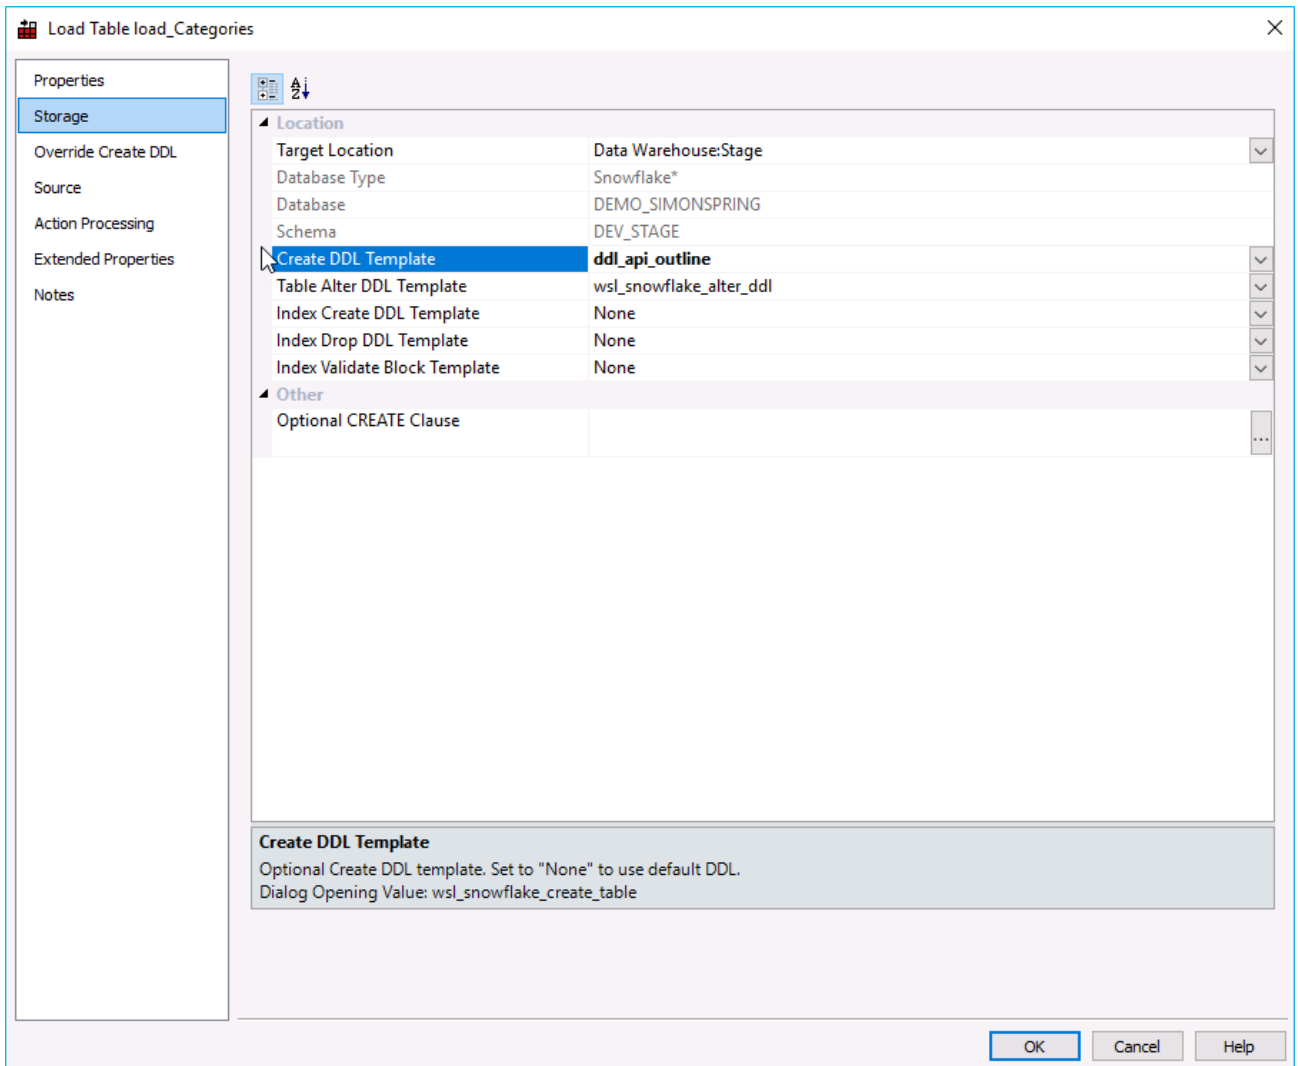 Load Table load_Categories
Properties
Storage
Override Create DDL
Source
Action Processing
Extended Properties
Notes
Location
Target Location Data Warehouse:Stage
Database Type Snowflake*
Database DEMO_SIMONSPRING
Schema DEV_STAGE
Create DDL Template ddl_api_outline
Table Alter DDL Template wsl_snowflake_alter_ddl
Index Create DDL Template None
Index Drop DDL Template None
Index Validate Block Template None
Other
Optional CREATE Clause
...
Create DDL Template
Optional Create DDL template. Set to "None" to use default DDL.
Dialog Opening Value: wsl_snowflake_create_table
OK Cancel Help